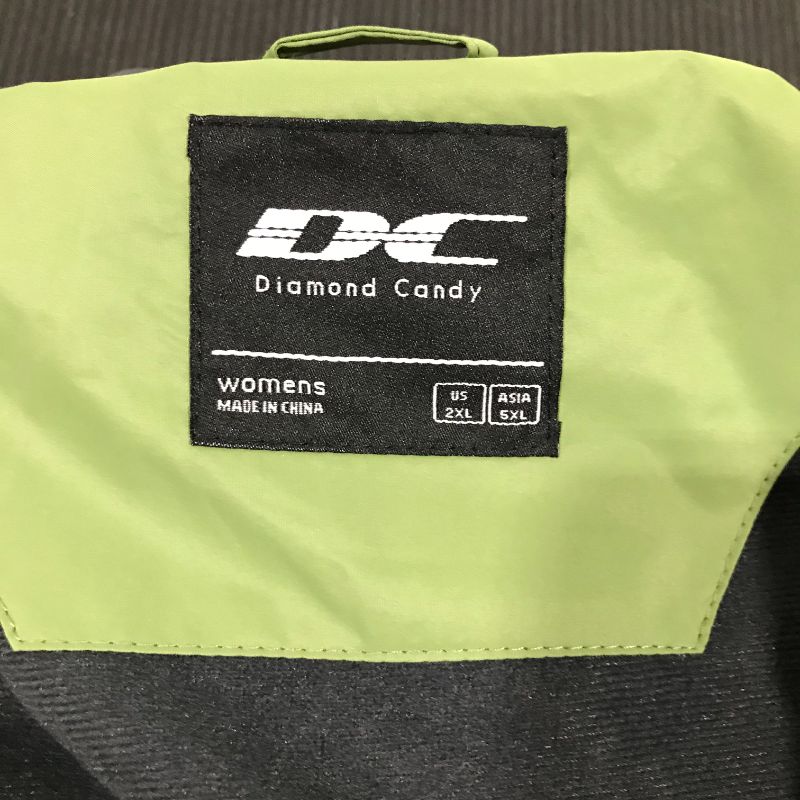 DC
Diamond Candy
womens
MADE IN CHINA
US
2XL
ASIA
5XL